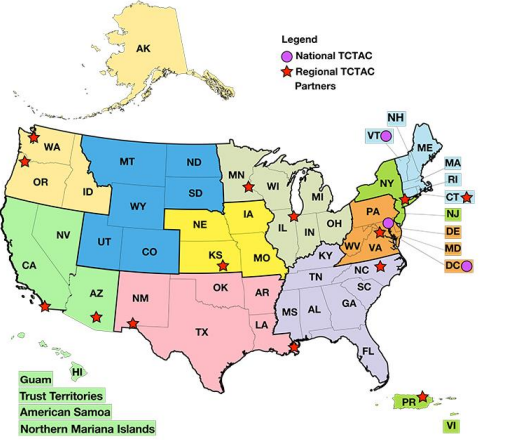 AK
Legend
National TCTAC
Regional TCTAC
Partners
NH
VT
ME
WA
MT
ND
MN
MA
WI
RI
OR
ID
SD
MI
NY
CT
WY
IA
PA
NJ
NE
OH
NV
IL
IN
DE
UT
CO
WV
VA
MD
CA
KS
MO
KY
DC
NC
TN
AZ
NM
OK
AR
SC
MS
AL
GA
TX
LA
FL
HI
Guam
Trust Territories
American Samoa
Northern Mariana Islands
PR
VI